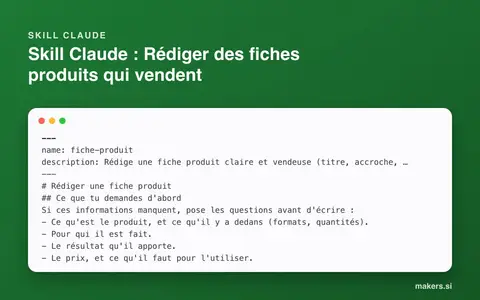 SKILL CLAUDE
Skill Claude : Rédiger des fiches
produits qui vendent
---
name: fiche-produit
description: Rédige une fiche produit claire et vendeuse (titre, accroche, …
---
# Rédiger une fiche produit
## Ce que tu demandes d'abord
Si ces informations manquent, pose les questions avant d'écrire :
- Ce qu'est le produit, et ce qu'il y a dedans (formats, quantités).
- Pour qui il est fait.
- Le résultat qu'il apporte.
- Le prix, et ce qu'il faut pour l'utiliser.
makers.si